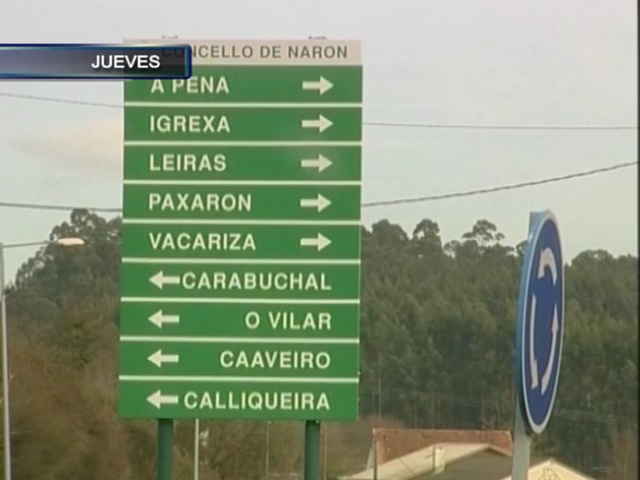 JUEVES
CONCELLO DE NARON
A PENA
IGREXA
LEIRAS
PAXARON
VACARIZA
CARABUCHAL
O VILAR
CAAVEIRO
CALLIQUEIRA